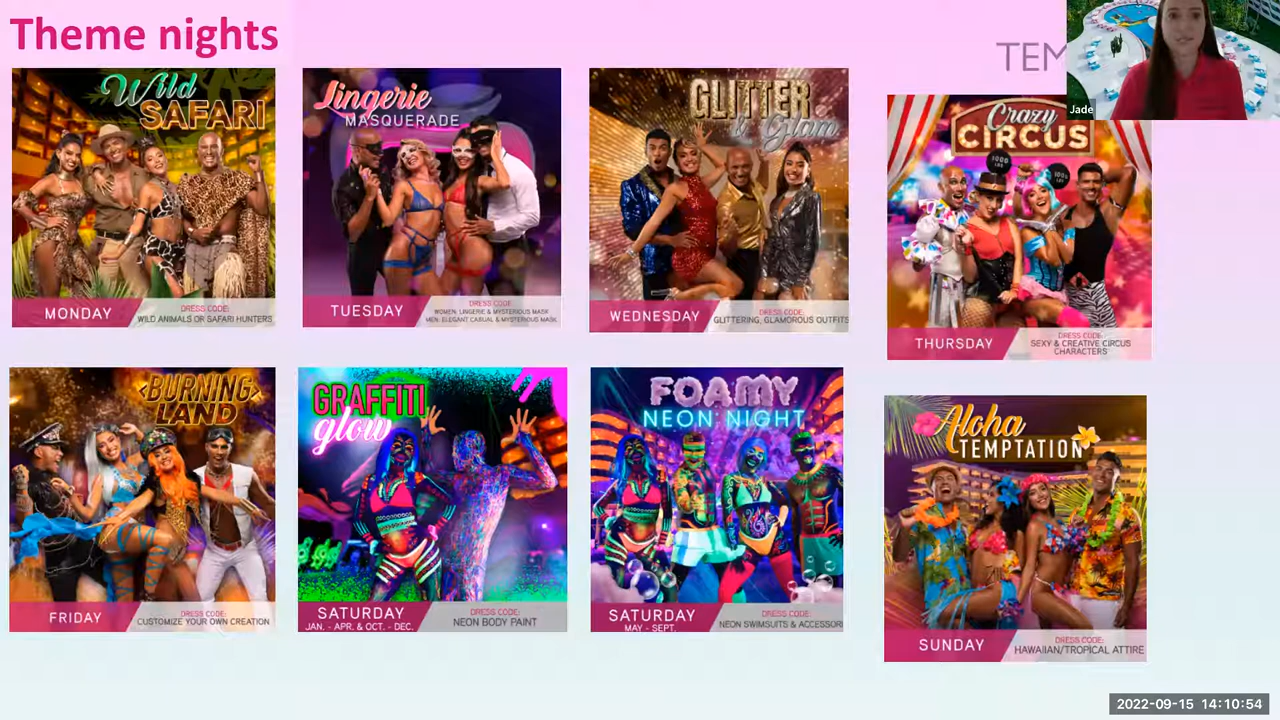 Theme nights
TEM
Jade
Wild
SAFARI
MONDAY
DRESS CODE:
WILD ANIMALS OR SAFARI HUNTERS
Lingerie
MASQUERADE
TUESDAY
DRESS CODE:
WOMEN: LINGERIE & MYSTERIOUS MASK
MEN: ELEGANT CASUAL & MYSTERIOUS MASK
GLITTER
& Glam
WEDNESDAY
DRESS CODE:
GLITTERING, GLAMOROUS OUTFITS
Crazy
CIRCUS
1000
LBS
100
THURSDAY
DRESS CODE:
SEXY & CREATIVE CIRCUS
CHARACTERS
<BURNING>
LAND
FRIDAY
DRESS CODE:
CUSTOMIZE YOUR OWN CREATION
GRAFFITI
glow
SATURDAY
JAN. - APR. & OCT. - DEC.
DRESS CODE:
NEON BODY PAINT
FOAMY
NEON NIGHT
SATURDAY
MAY - SEPT.
DRESS CODE:
NEON SWIMSUITS & ACCESSOR
Aloha
TEMPTATION
SUNDAY
DRESS CODE:
HAWAIIAN/TROPICAL ATTIRE
2022-09-15 14:10:54